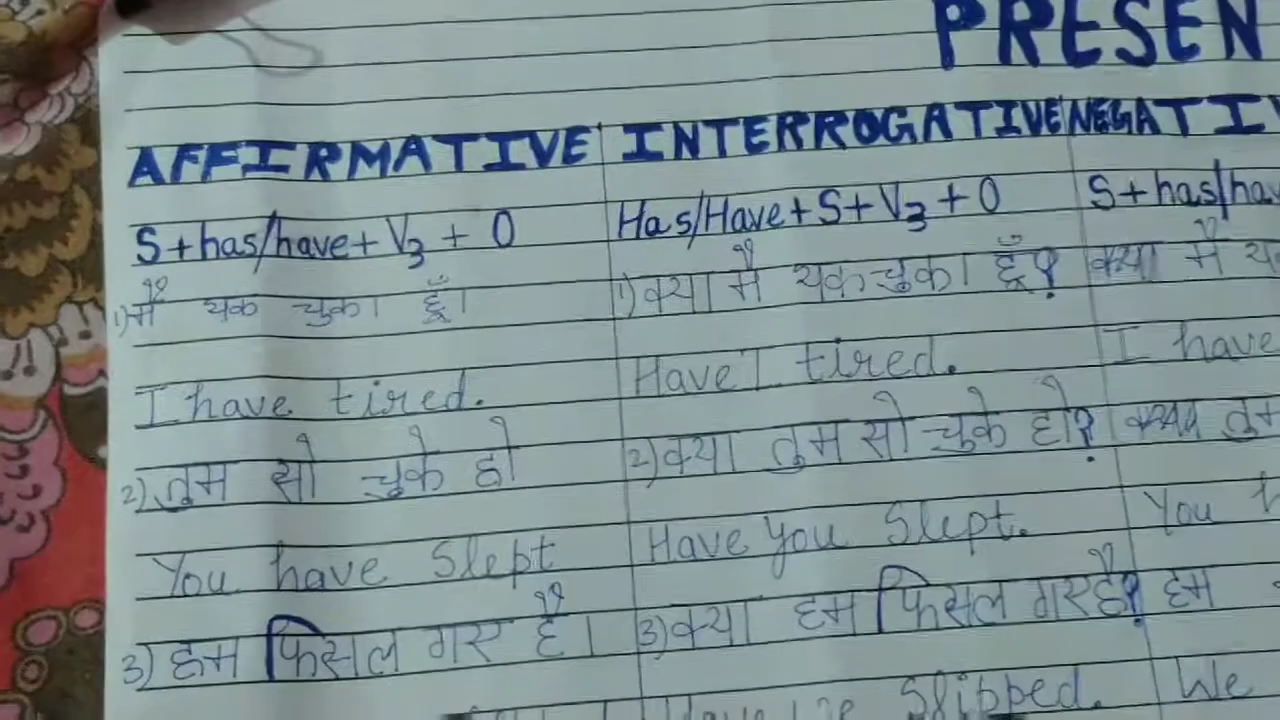 PRESEN
AFFIRMATIVE INTERROGATIVE NEGATI
S+has/have+V3+O Has/Have+S+V3+O S+has/hav
1) मैं थक चुका हूँ। 1) क्या मैं थक चुका हूँ? क्या मैं
I have tired. Have I tired. I have
2) तुम सो चुके हो 2) क्या तुम सो चुके हो? तुम
You have Slept Have you Slept. You
3) हम फिसल गए हैं। 3) क्या हम फिसल गए हैं? हम
Slipped. We